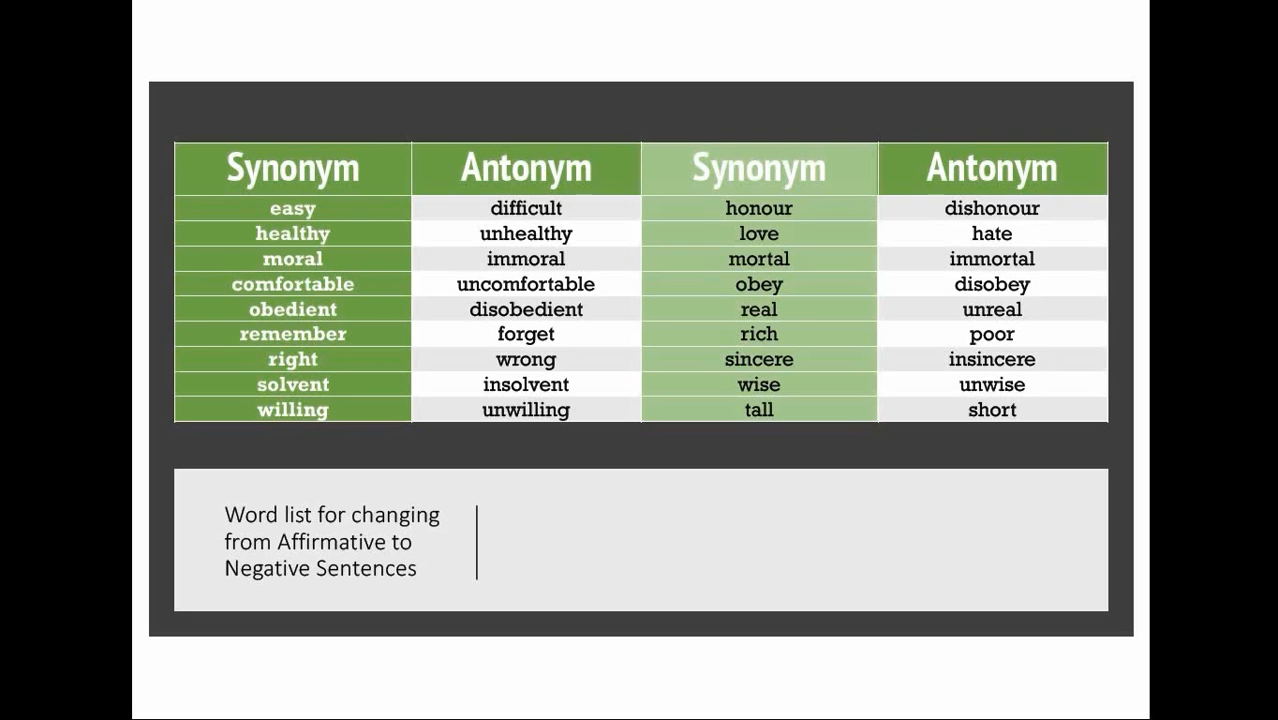 Synonym Antonym Synonym Antonym
easy difficult honour dishonour
healthy unhealthy love hate
moral immoral mortal immortal
comfortable uncomfortable obey disobey
obedient disobedient real unreal
remember forget rich poor
right wrong sincere insincere
solvent insolvent wise unwise
willing unwilling tall short
Word list for changing
from Affirmative to
Negative Sentences